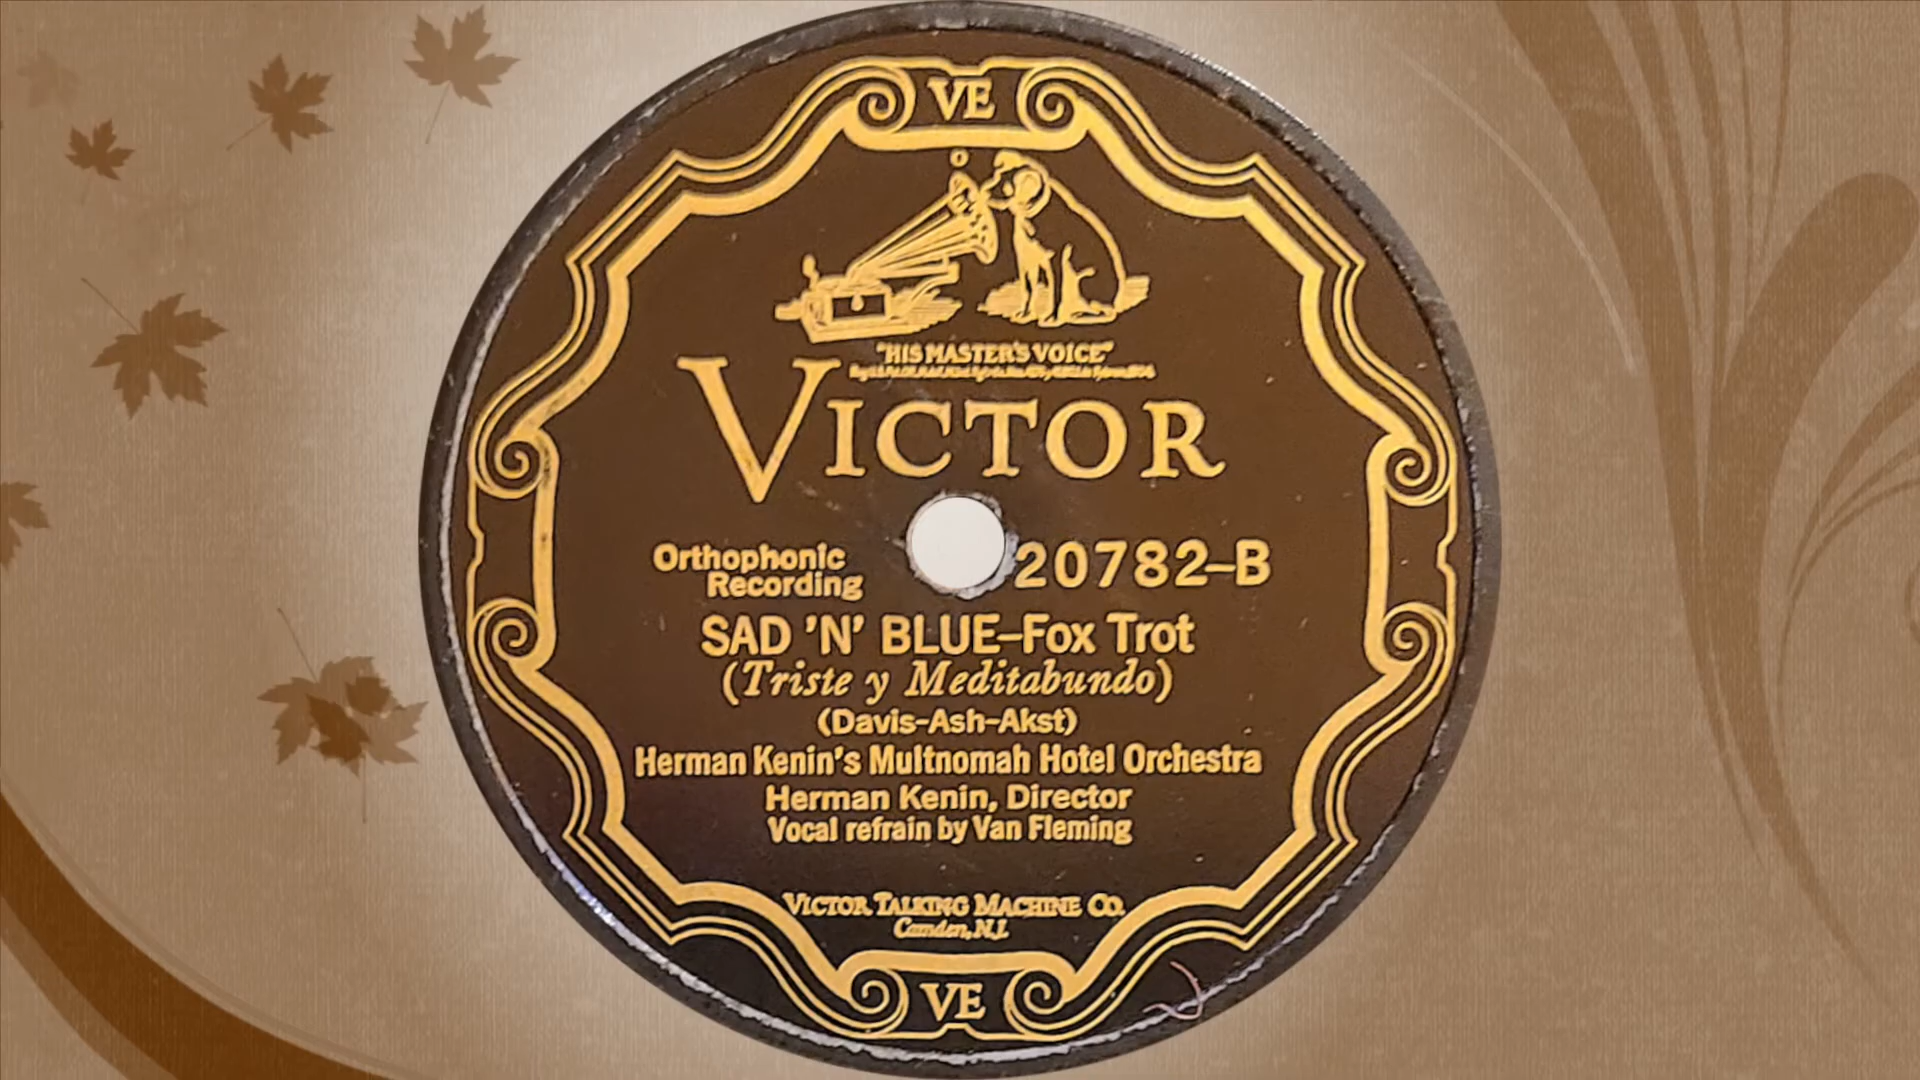 VE
"HIS MASTER'S VOICE"
VICTOR
Orthophonic
Recording
20782-B
SAD 'N' BLUE–Fox Trot
(Triste y Meditabundo)
(Davis-Ash-Akst)
Herman Kenin's Multnomah Hotel Orchestra
Herman Kenin, Director
Vocal refrain by Van Fleming
VICTOR TALKING MACHINE CO.
Camden, N.J.
VE